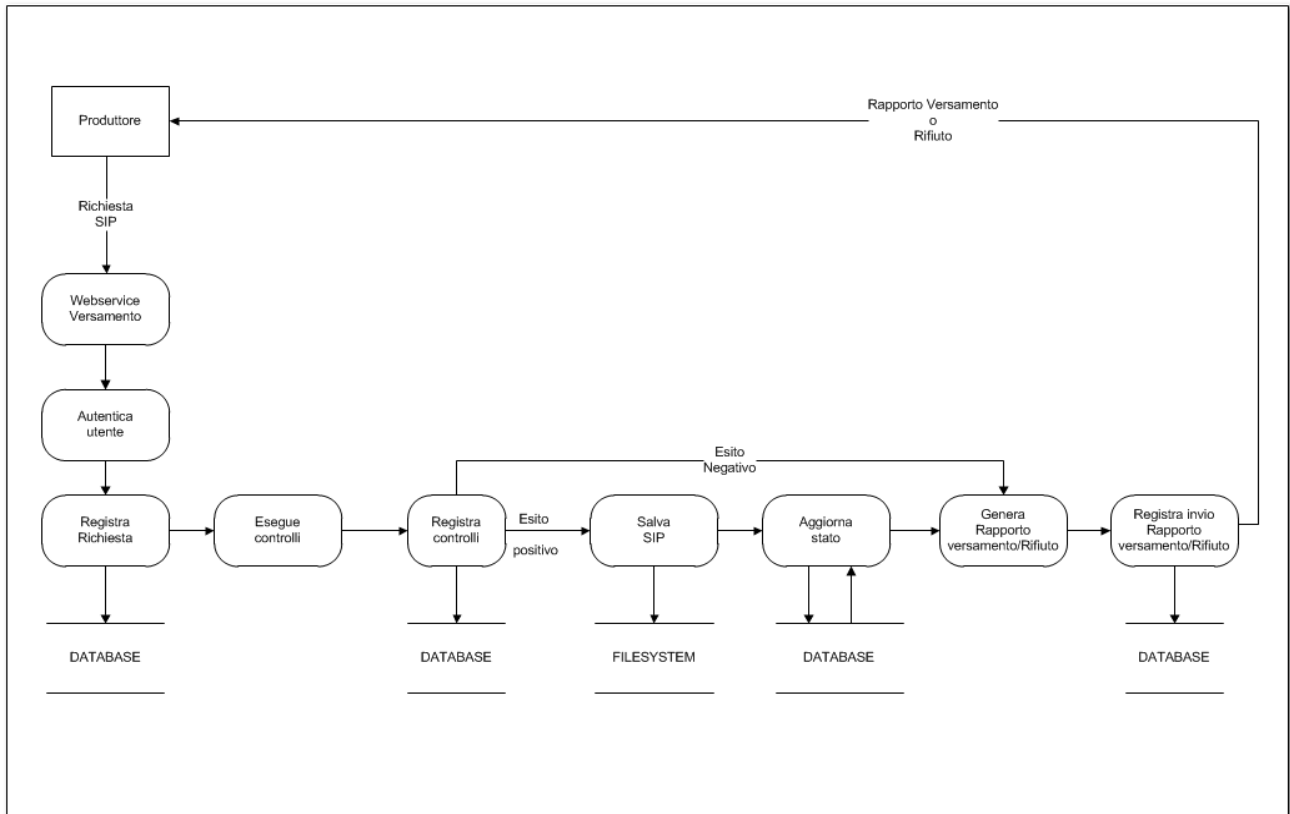 Produttore
Rapporto Versamento
o
Rifiuto
Richiesta
SIP
Webservice
Versamento
Autentica
utente
Esito
Negativo
Registra
Richiesta
Esegue
controlli
Registra
controlli
Esito
positivo
Salva
SIP
Aggiorna
stato
Genera
Rapporto
versamento/Rifiuto
Registra invio
Rapporto
versamento/Rifiuto
DATABASE
DATABASE
FILESYSTEM
DATABASE
DATABASE